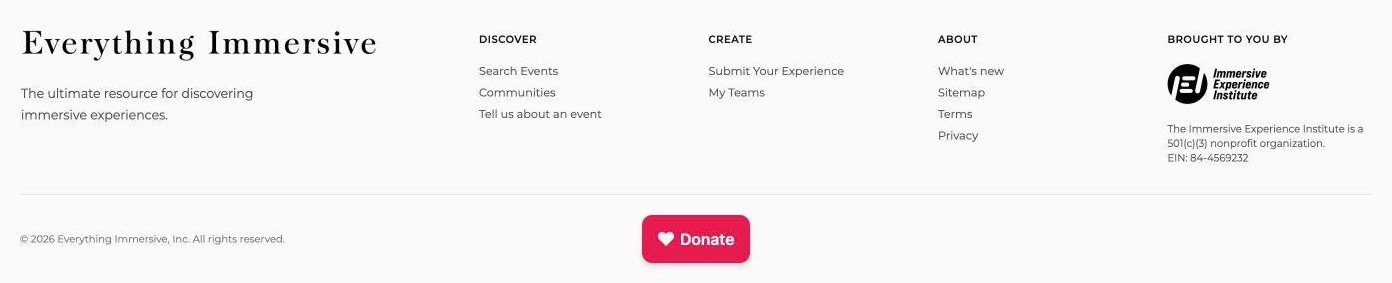 Everything Immersive
The ultimate resource for discovering
immersive experiences.
DISCOVER
Search Events
Communities
Tell us about an event
CREATE
Submit Your Experience
My Teams
ABOUT
What's new
Sitemap
Terms
Privacy
BROUGHT TO YOU BY
IEI
Immersive
Experience
Institute
The Immersive Experience Institute is a
501(c)(3) nonprofit organization.
EIN: 84-4569232
© 2026 Everything Immersive, Inc. All rights reserved.
Donate